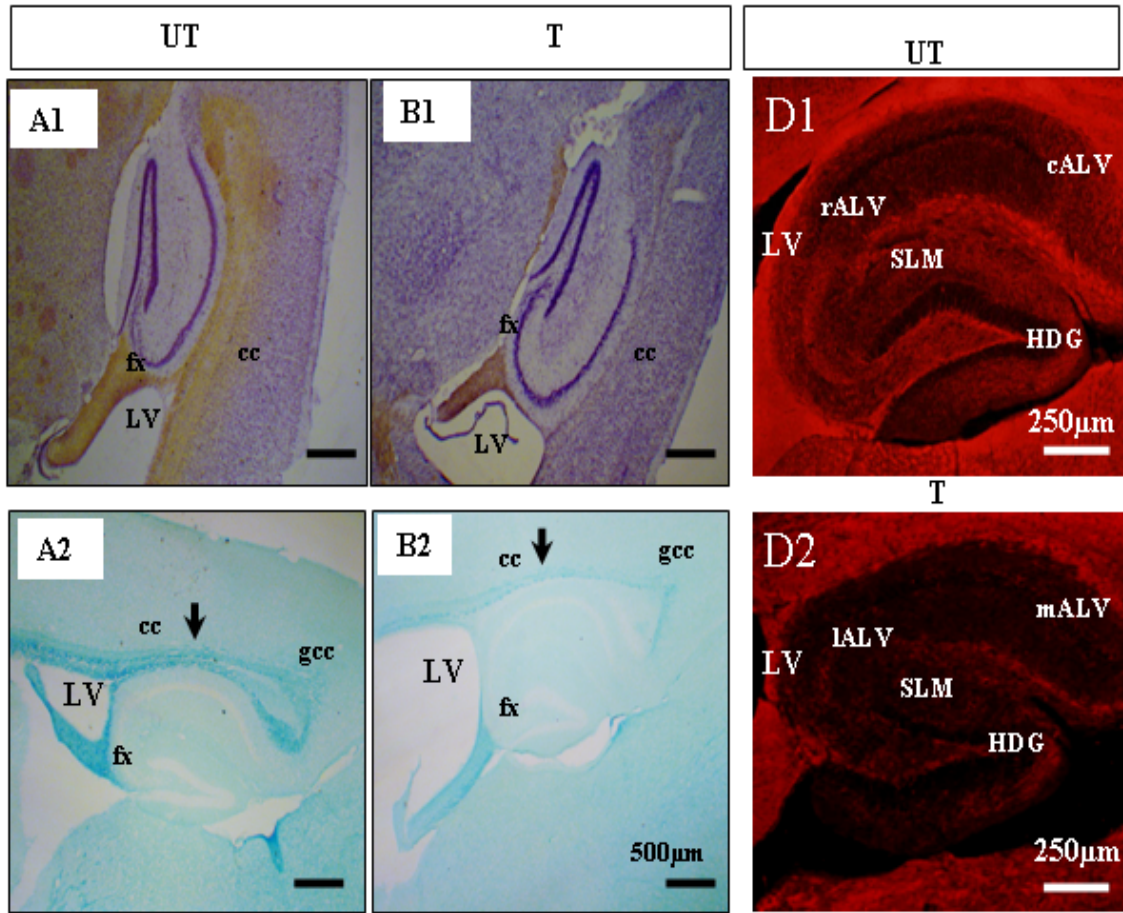 UT
T
UT
A1
fx
cc
LV
B1
fx
cc
LV
D1
cALV
rALV
LV
SLM
HDG
250µm
T
A2
cc
gcc
LV
fx
B2
cc
gcc
LV
fx
500µm
D2
mALV
lALV
LV
SLM
HDG
250µm